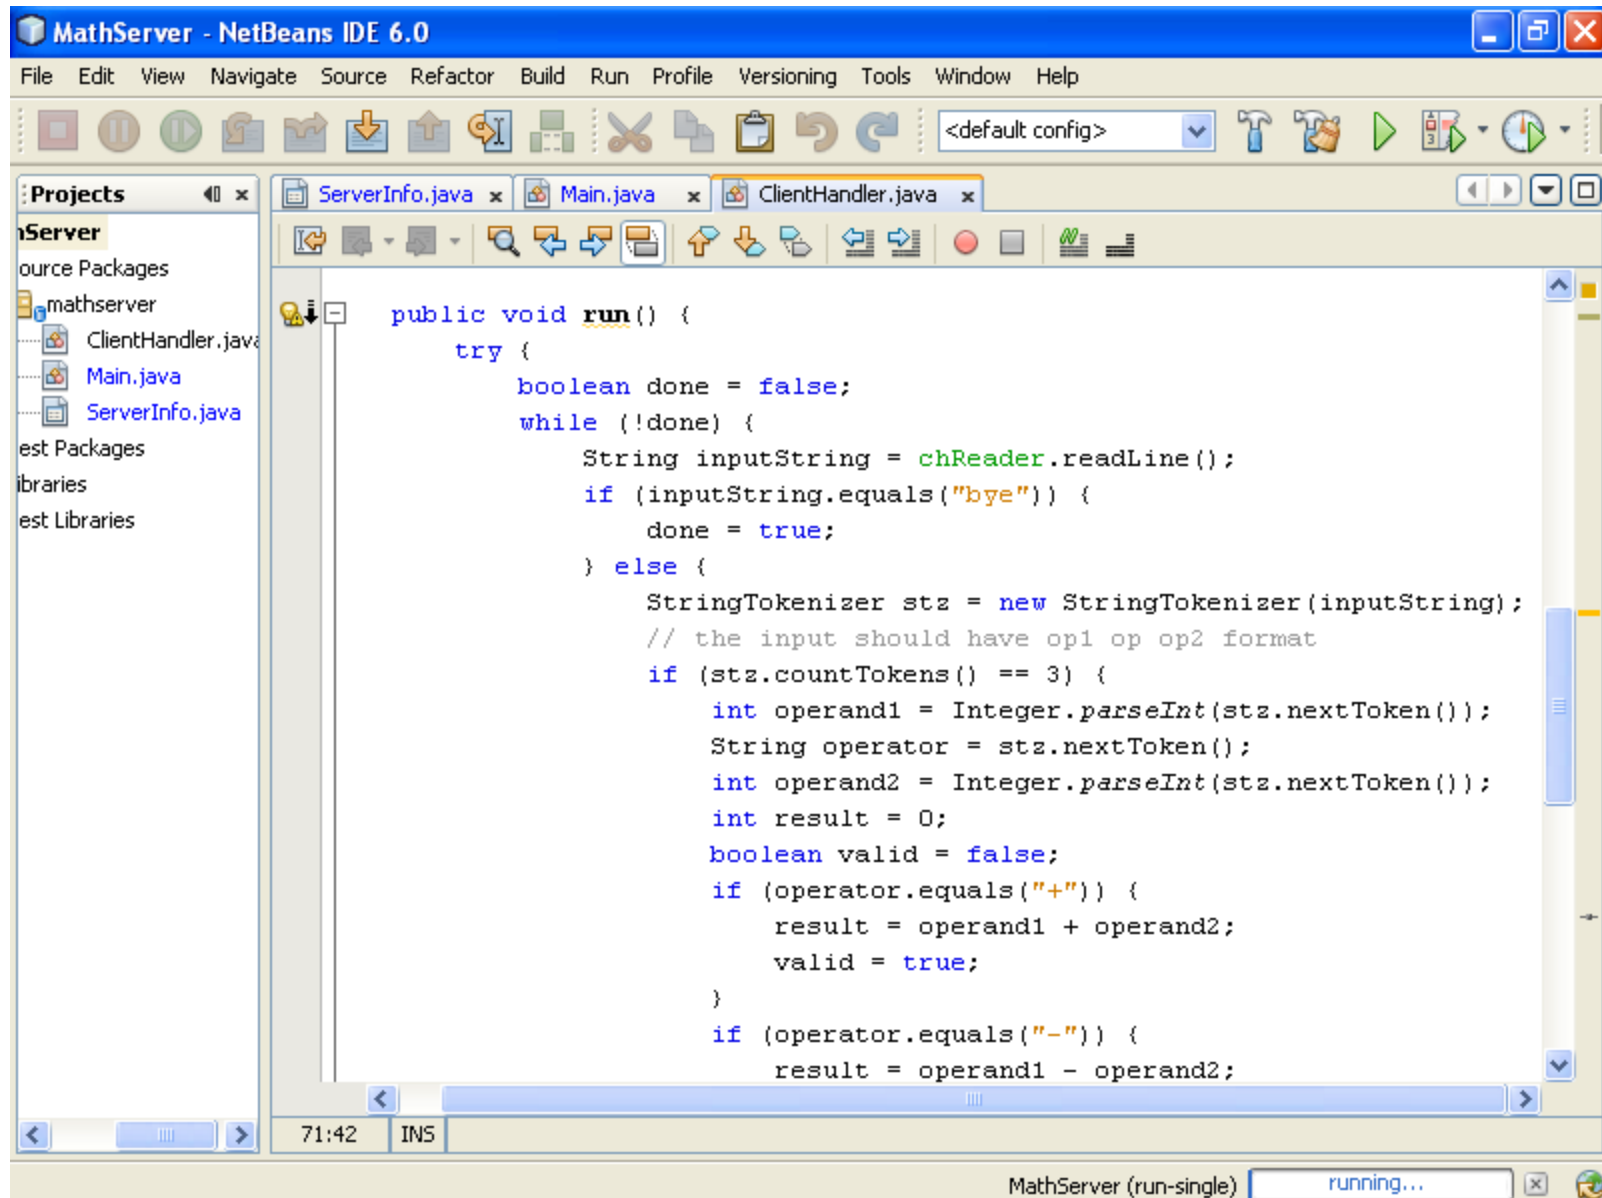 MathServer - NetBeans IDE 6.0
File Edit View Navigate Source Refactor Build Run Profile Versioning Tools Window Help
<default config>
Projects
ServerInfo.java
Main.java
ClientHandler.java
nServer
ource Packages
mathserver
ClientHandler.java
Main.java
ServerInfo.java
est Packages
ibraries
est Libraries
public void run() {
try {
boolean done = false;
while (!done) {
String inputString = chReader.readLine();
if (inputString.equals("bye")) {
done = true;
} else {
StringTokenizer stz = new StringTokenizer(inputString);
// the input should have op1 op op2 format
if (stz.countTokens() == 3) {
int operand1 = Integer.parseInt(stz.nextToken());
String operator = stz.nextToken();
int operand2 = Integer.parseInt(stz.nextToken());
int result = 0;
boolean valid = false;
if (operator.equals("+")) {
result = operand1 + operand2;
valid = true;
}
if (operator.equals("-")) {
result = operand1 - operand2;
71:42 INS
MathServer (run-single) running...